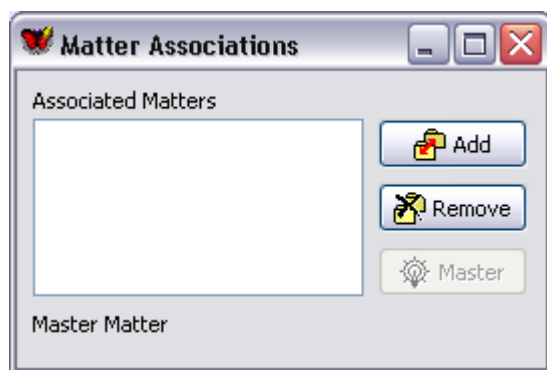 Matter Associations
Associated Matters
Add
Remove
Master
Master Matter